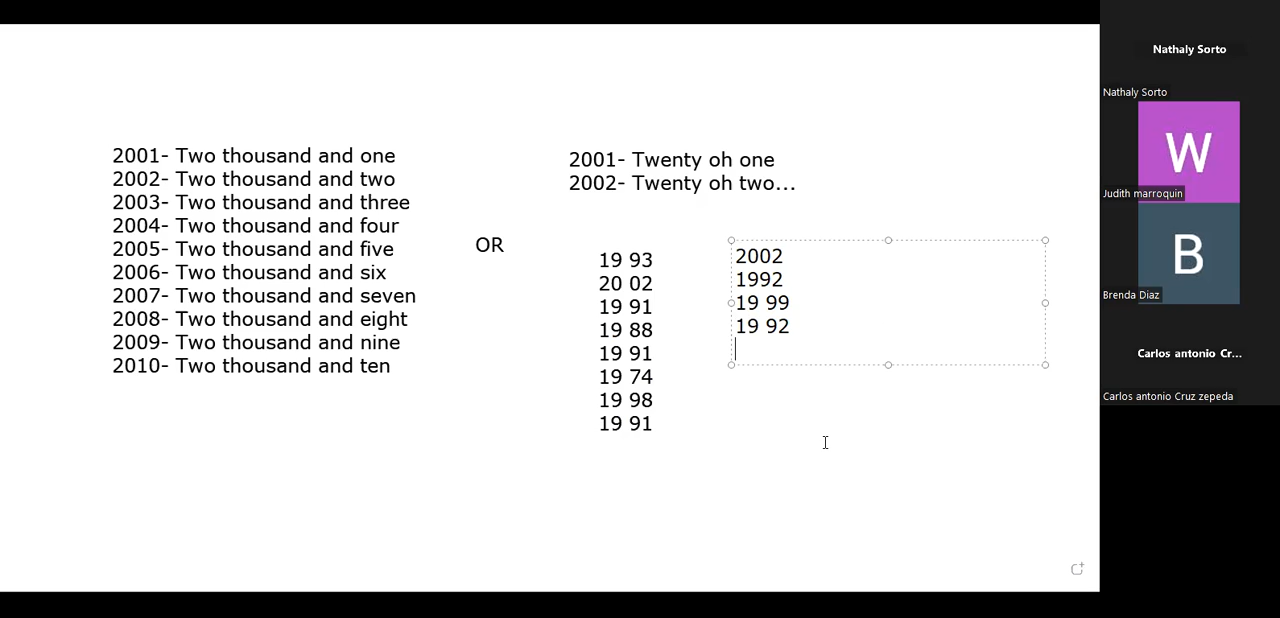 2001- Two thousand and one
2002- Two thousand and two
2003- Two thousand and three
2004- Two thousand and four
2005- Two thousand and five
2006- Two thousand and six
2007- Two thousand and seven
2008- Two thousand and eight
2009- Two thousand and nine
2010- Two thousand and ten
OR
2001- Twenty oh one
2002- Twenty oh two...
19 93
20 02
19 91
19 88
19 91
19 74
19 98
19 91
2002
1992
19 99
19 92
Nathaly Sorto
Nathaly Sorto
W
Judith marroquin
B
Brenda Diaz
Carlos antonio Cr...
Carlos antonio Cruz zepeda